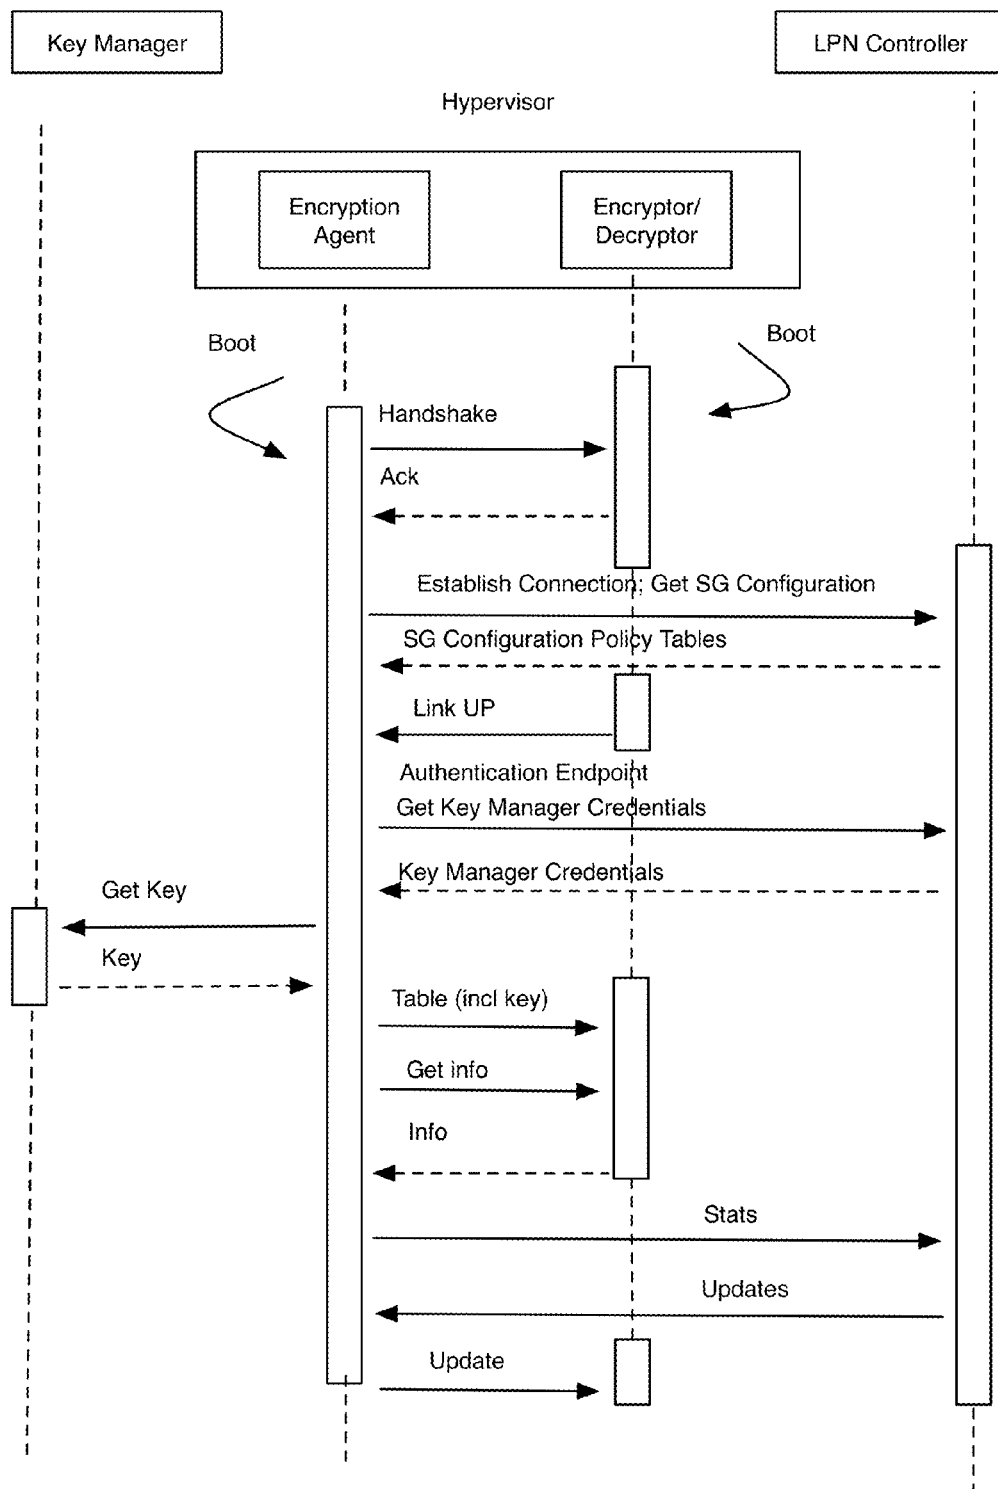 Key Manager
LPN Controller
Hypervisor
Encryption
Agent
Encryptor/
Decryptor
Boot
Boot
Handshake
Ack
Establish Connection; Get SG Configuration
SG Configuration Policy Tables
Link UP
Authentication Endpoint
Get Key Manager Credentials
Key Manager Credentials
Get Key
Key
Table (incl key)
Get info
Info
Stats
Updates
Update